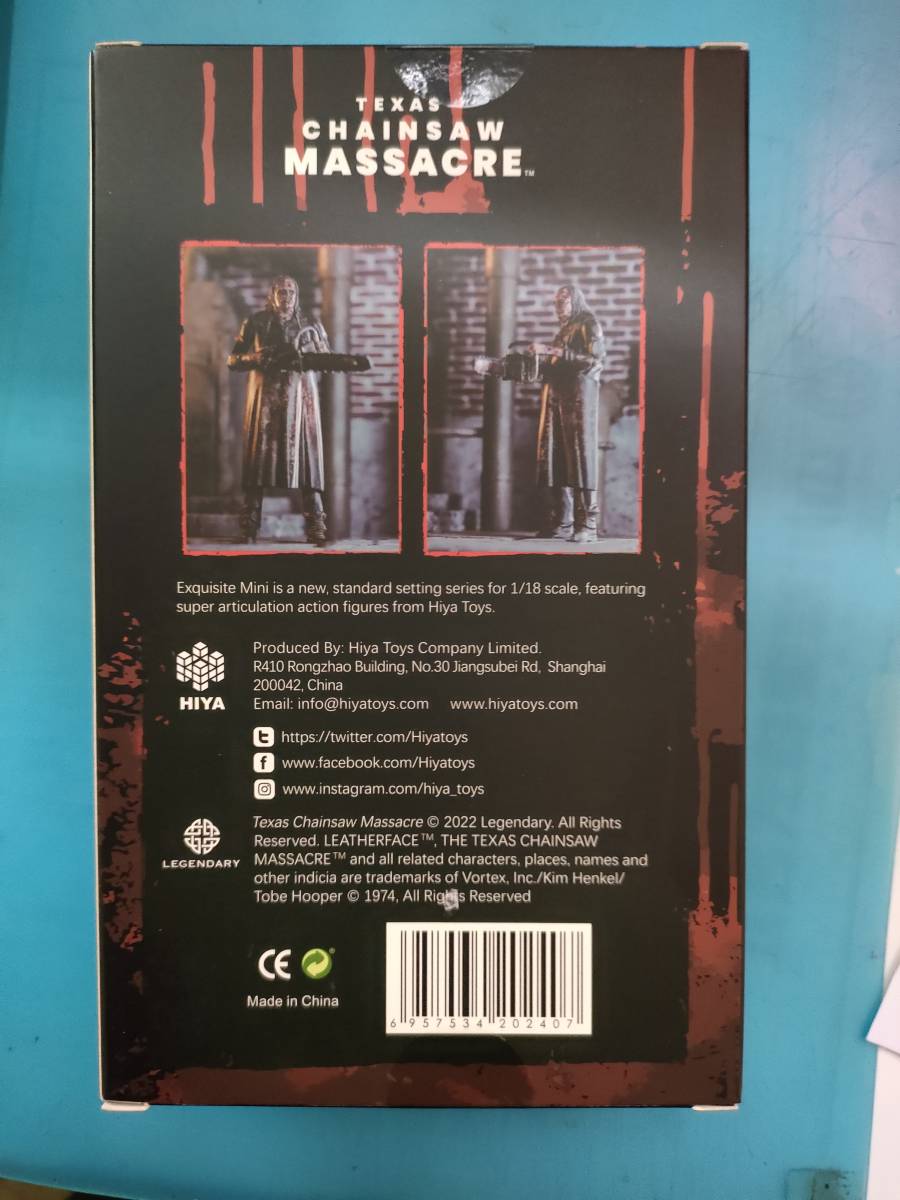 TEXAS
CHAINSAW
MASSACRE™
Exquisite Mini is a new, standard setting series for 1/18 scale, featuring
super articulation action figures from Hiya Toys.
HIYA
Produced By: Hiya Toys Company Limited.
R410 Rongzhao Building, No.30 Jiangsubei Rd, Shanghai
200042, China
Email: info@hiyatoys.com www.hiyatoys.com
https://twitter.com/Hiyatoys
www.facebook.com/Hiyatoys
www.instagram.com/hiya_toys
LEGENDARY
Texas Chainsaw Massacre © 2022 Legendary. All Rights
Reserved. LEATHERFACE™, THE TEXAS CHAINSAW
MASSACRE™ and all related characters, places, names and
other indicia are trademarks of Vortex, Inc./Kim Henkel/
Tobe Hooper © 1974, All Rights Reserved
CE
Made in China
6 957534 202407